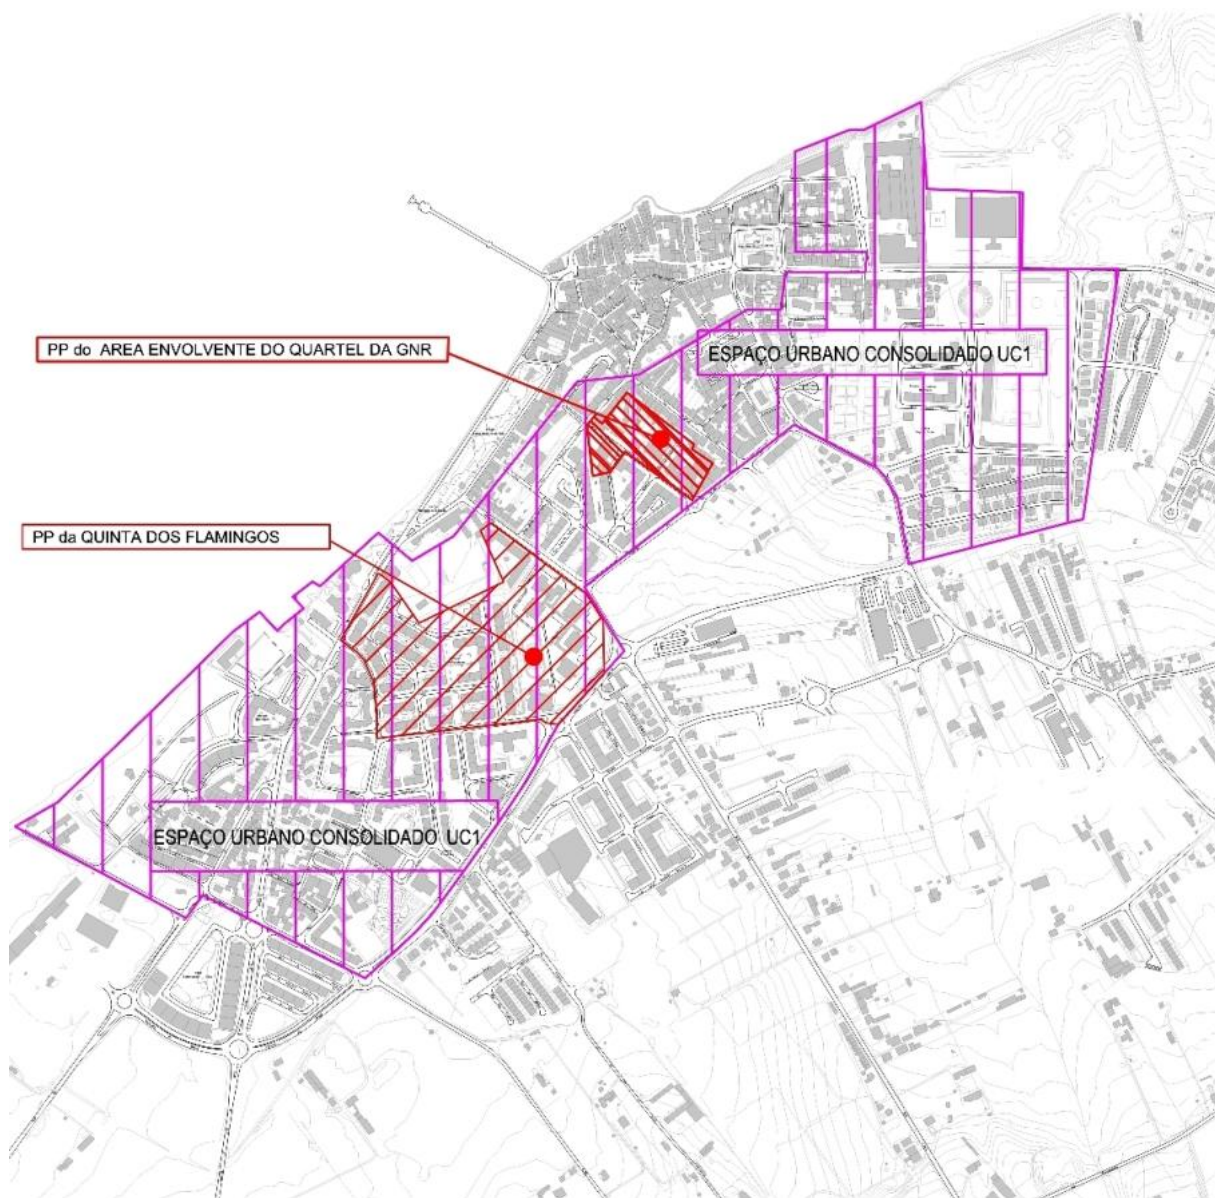 PP do AREA ENVOLVENTE DO QUARTEL DA GNR
ESPAÇO URBANO CONSOLIDADO UC1
PP da QUINTA DOS FLAMINGOS
ESPAÇO URBANO CONSOLIDADO UC1